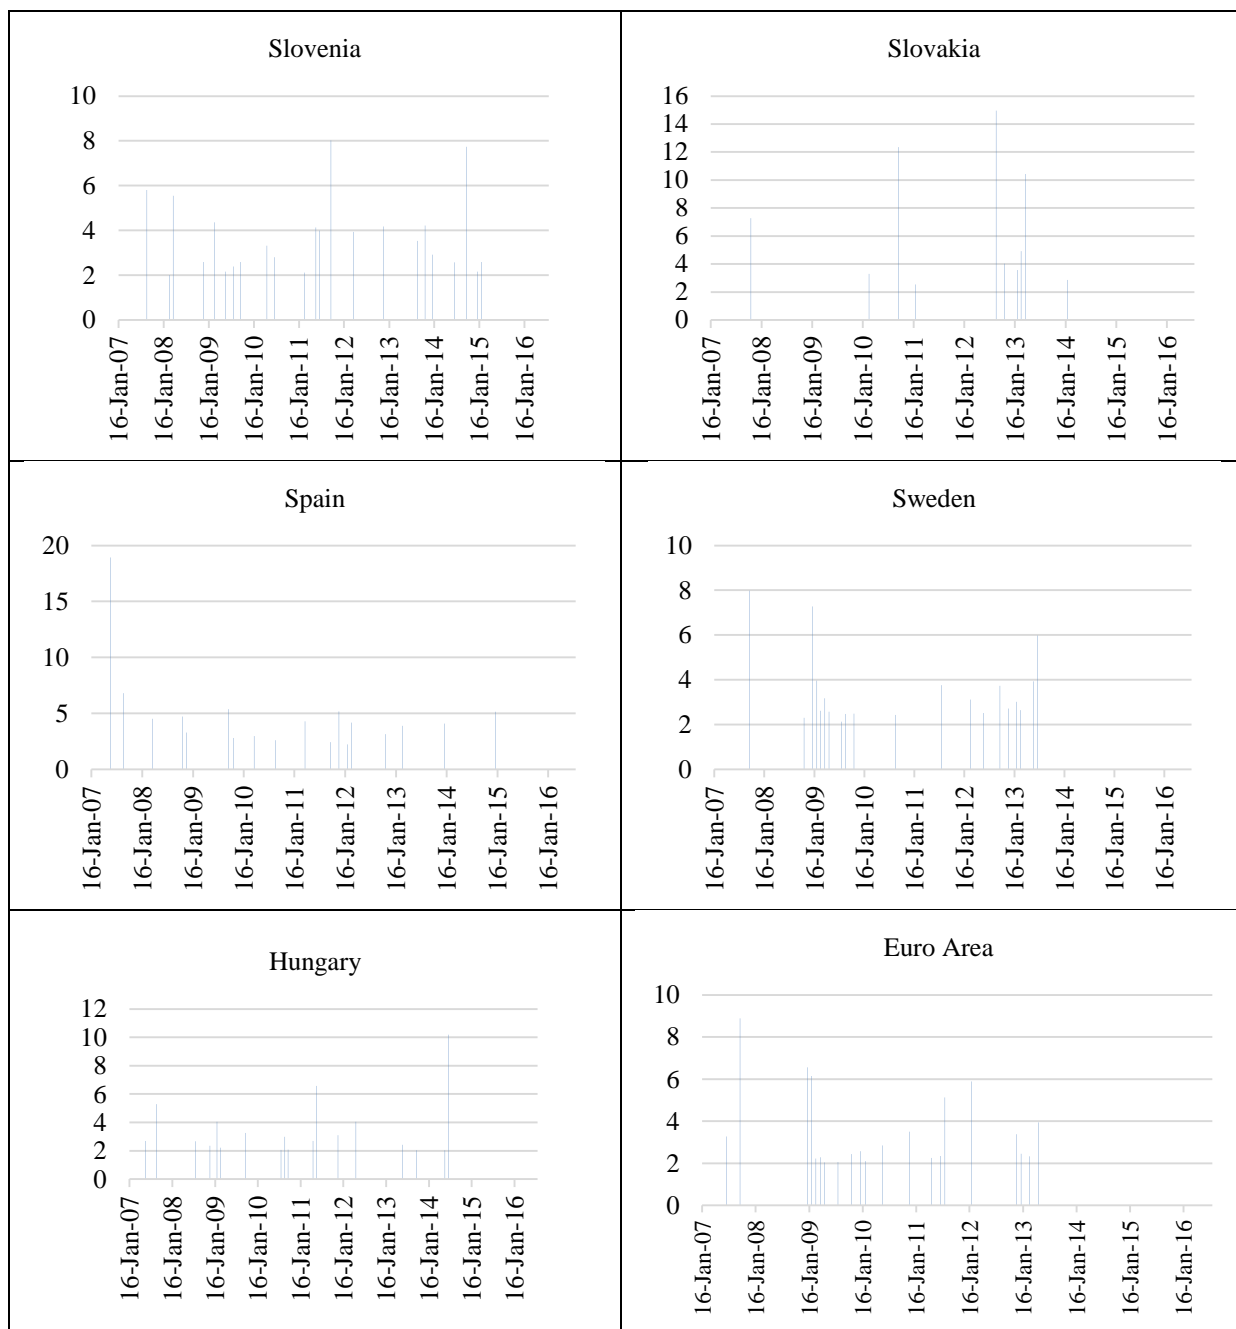 Slovenia
10
8
6
4
2
0
16-Jan-07
16-Jan-08
16-Jan-09
16-Jan-10
16-Jan-11
16-Jan-12
16-Jan-13
16-Jan-14
16-Jan-15
16-Jan-16
Slovakia
16
14
12
10
8
6
4
2
0
16-Jan-07
16-Jan-08
16-Jan-09
16-Jan-10
16-Jan-11
16-Jan-12
16-Jan-13
16-Jan-14
16-Jan-15
16-Jan-16
Spain
20
15
10
5
0
16-Jan-07
16-Jan-08
16-Jan-09
16-Jan-10
16-Jan-11
16-Jan-12
16-Jan-13
16-Jan-14
16-Jan-15
16-Jan-16
Sweden
10
8
6
4
2
0
16-Jan-07
16-Jan-08
16-Jan-09
16-Jan-10
16-Jan-11
16-Jan-12
16-Jan-13
16-Jan-14
16-Jan-15
16-Jan-16
Hungary
12
10
8
6
4
2
0
16-Jan-07
16-Jan-08
16-Jan-09
16-Jan-10
16-Jan-11
16-Jan-12
16-Jan-13
16-Jan-14
16-Jan-15
16-Jan-16
Euro Area
10
8
6
4
2
0
16-Jan-07
16-Jan-08
16-Jan-09
16-Jan-10
16-Jan-11
16-Jan-12
16-Jan-13
16-Jan-14
16-Jan-15
16-Jan-16